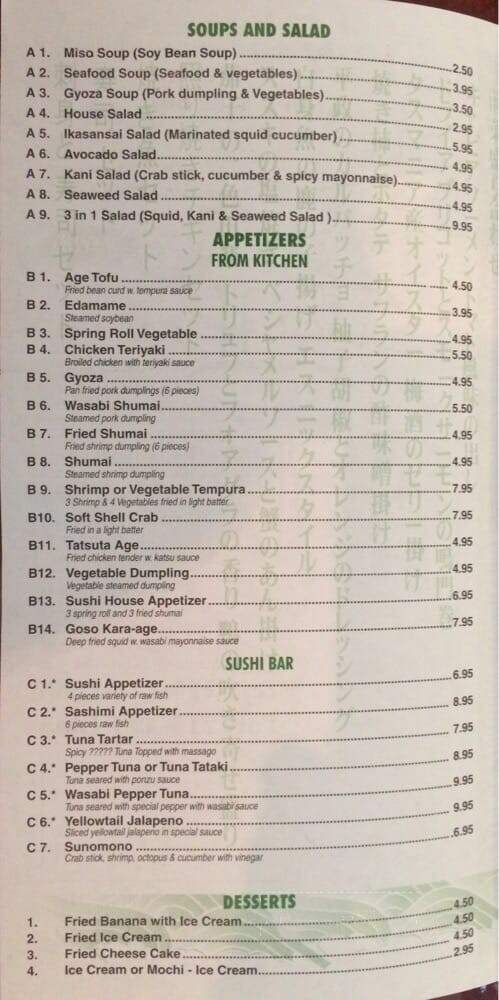 SOUPS AND SALAD
A 1. Miso Soup (Soy Bean Soup) 2.50
A 2. Seafood Soup (Seafood & vegetables) 3.95
A 3. Gyoza Soup (Pork dumpling & Vegetables) 3.50
A 4. House Salad 2.95
A 5. Ikasansai Salad (Marinated squid cucumber) 5.95
A 6. Avocado Salad 4.95
A 7. Kani Salad (Crab stick, cucumber & spicy mayonnaise) 4.95
A 8. Seaweed Salad 4.95
A 9. 3 in 1 Salad (Squid, Kani & Seaweed Salad ) 9.95
APPETIZERS
FROM KITCHEN
B 1. Age Tofu 4.50
Fried bean curd w. tempura sauce
B 2. Edamame 3.95
Steamed soybean
B 3. Spring Roll Vegetable 4.95
B 4. Chicken Teriyaki 5.50
Broiled chicken with teriyaki sauce
B 5. Gyoza 4.95
Pan fried pork dumplings (6 pieces)
B 6. Wasabi Shumai 5.50
Steamed pork dumpling
B 7. Fried Shumai 4.95
Fried shrimp dumpling (6 pieces)
B 8. Shumai 4.95
Steamed shrimp dumpling
B 9. Shrimp or Vegetable Tempura 7.95
3 Shrimp & 4 Vegetables fried in light batter
B10. Soft Shell Crab 7.95
Fried in a light batter
B11. Tatsuta Age 4.95
Fried chicken tender w. katsu sauce
B12. Vegetable Dumpling 4.95
Vegetable steamed dumpling
B13. Sushi House Appetizer 6.95
3 spring roll and 3 fried shumai
B14. Goso Kara-age 7.95
Deep fried squid w. wasabi mayonnaise sauce
SUSHI BAR
C 1.* Sushi Appetizer 6.95
4 pieces variety of raw fish
C 2.* Sashimi Appetizer 8.95
6 pieces raw fish
C 3.* Tuna Tartar 7.95
Spicy ????? Tuna Topped with massago
C 4.* Pepper Tuna or Tuna Tataki 8.95
Tuna seared with ponzu sauce
C 5.* Wasabi Pepper Tuna 9.95
Tuna seared with special pepper with wasabi sauce
C 6.* Yellowtail Jalapeno 9.95
Sliced yellowtail jalapeno in special sauce
C 7. Sunomono 6.95
Crab stick, shrimp, octopus & cucumber with vinegar
DESSERTS
1. Fried Banana with Ice Cream 4.50
2. Fried Ice Cream 4.50
3. Fried Cheese Cake 4.50
4. Ice Cream or Mochi - Ice Cream 2.95